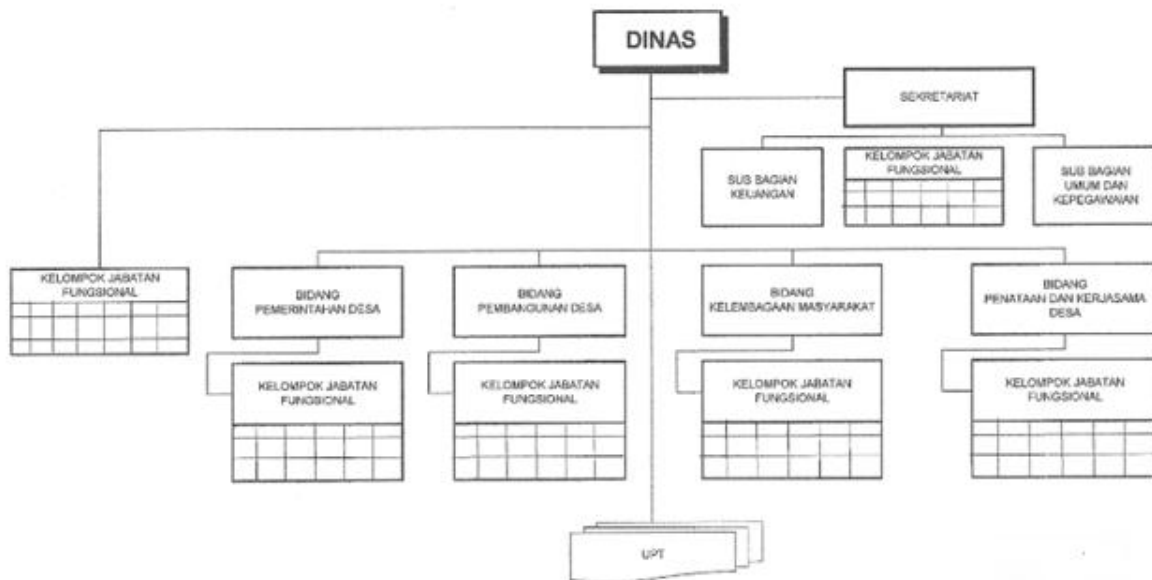 DINAS
SEKRETARIAT
SUB BAGIAN
KEUANGAN
KELOMPOK JABATAN
FUNGSIONAL
SUB BAGIAN
UMUM DAN
KEPEGAWAIAN
KELOMPOK JABATAN
FUNGSIONAL
BIDANG
PEMERINTAHAN DESA
BIDANG
PEMBANGUNAN DESA
BIDANG
KELEMBAGAAN MASYARAKAT
BIDANG
PENATAAN DAN KERJASAMA
DESA
KELOMPOK JABATAN
FUNGSIONAL
KELOMPOK JABATAN
FUNGSIONAL
KELOMPOK JABATAN
FUNGSIONAL
KELOMPOK JABATAN
FUNGSIONAL
UPT